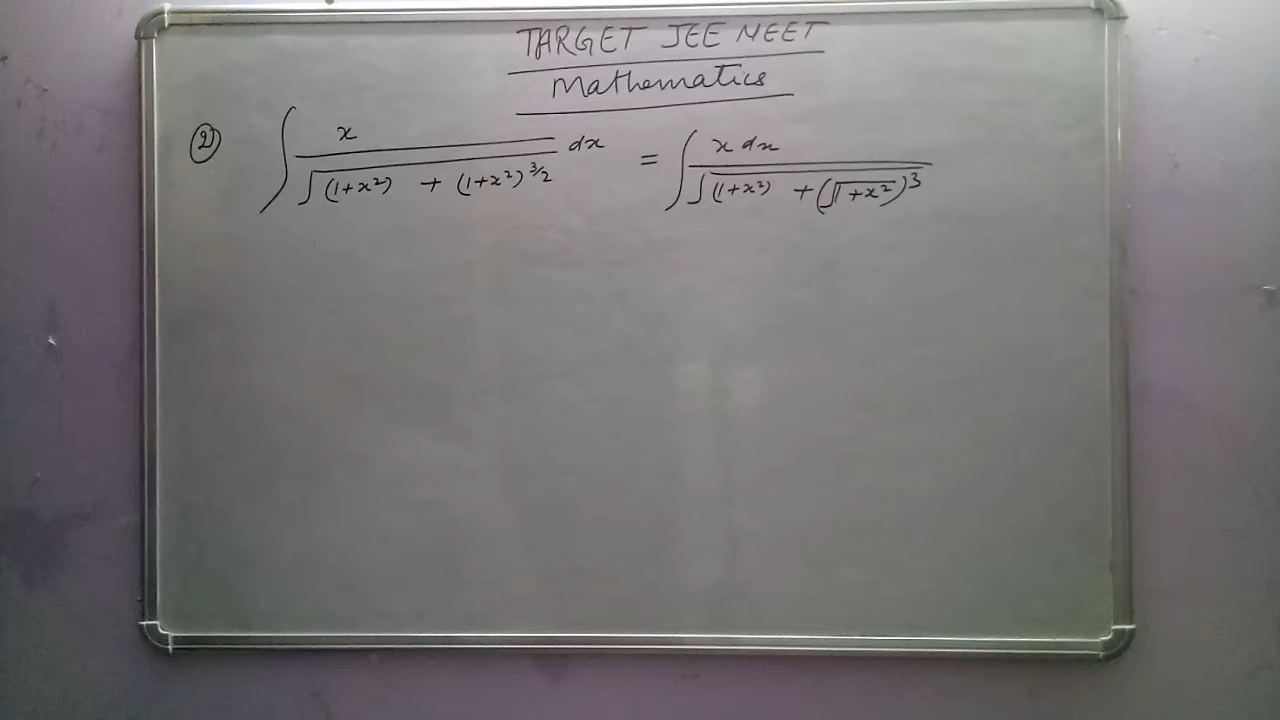 TARGET JEE NEET
Mathematics
② ∫ x / √((1+x²) + (1+x²)^3/2) dx = ∫ x dx / √((1+x²) + (√(1+x²))³)